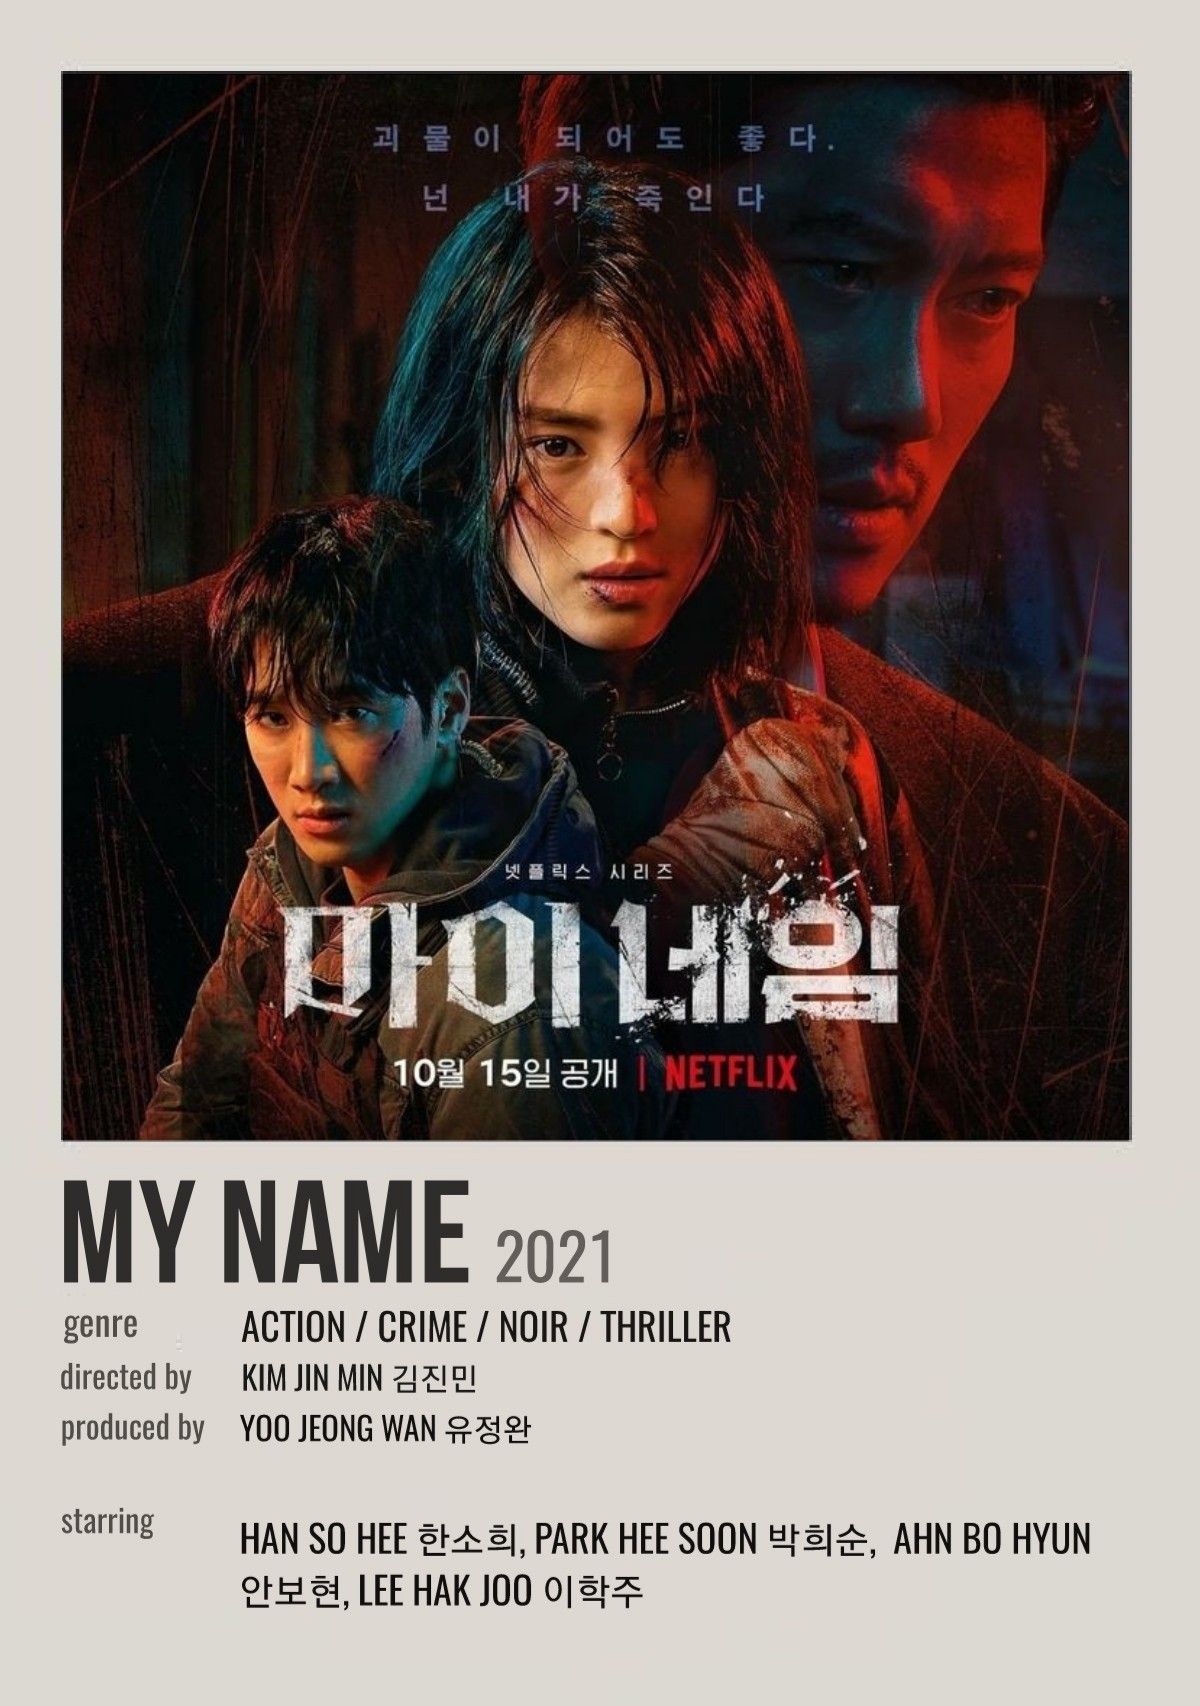 괴물이 되어도 좋다.
넌 내가 죽인다
넷플릭스 시리즈
마이 네임
10월 15일 공개 | NETFLIX
MY NAME 2021
genre ACTION / CRIME / NOIR / THRILLER
directed by KIM JIN MIN 김진민
produced by YOO JEONG WAN 유정완
starring
HAN SO HEE 한소희, PARK HEE SOON 박희순, AHN BO HYUN
안보현, LEE HAK JOO 이학주